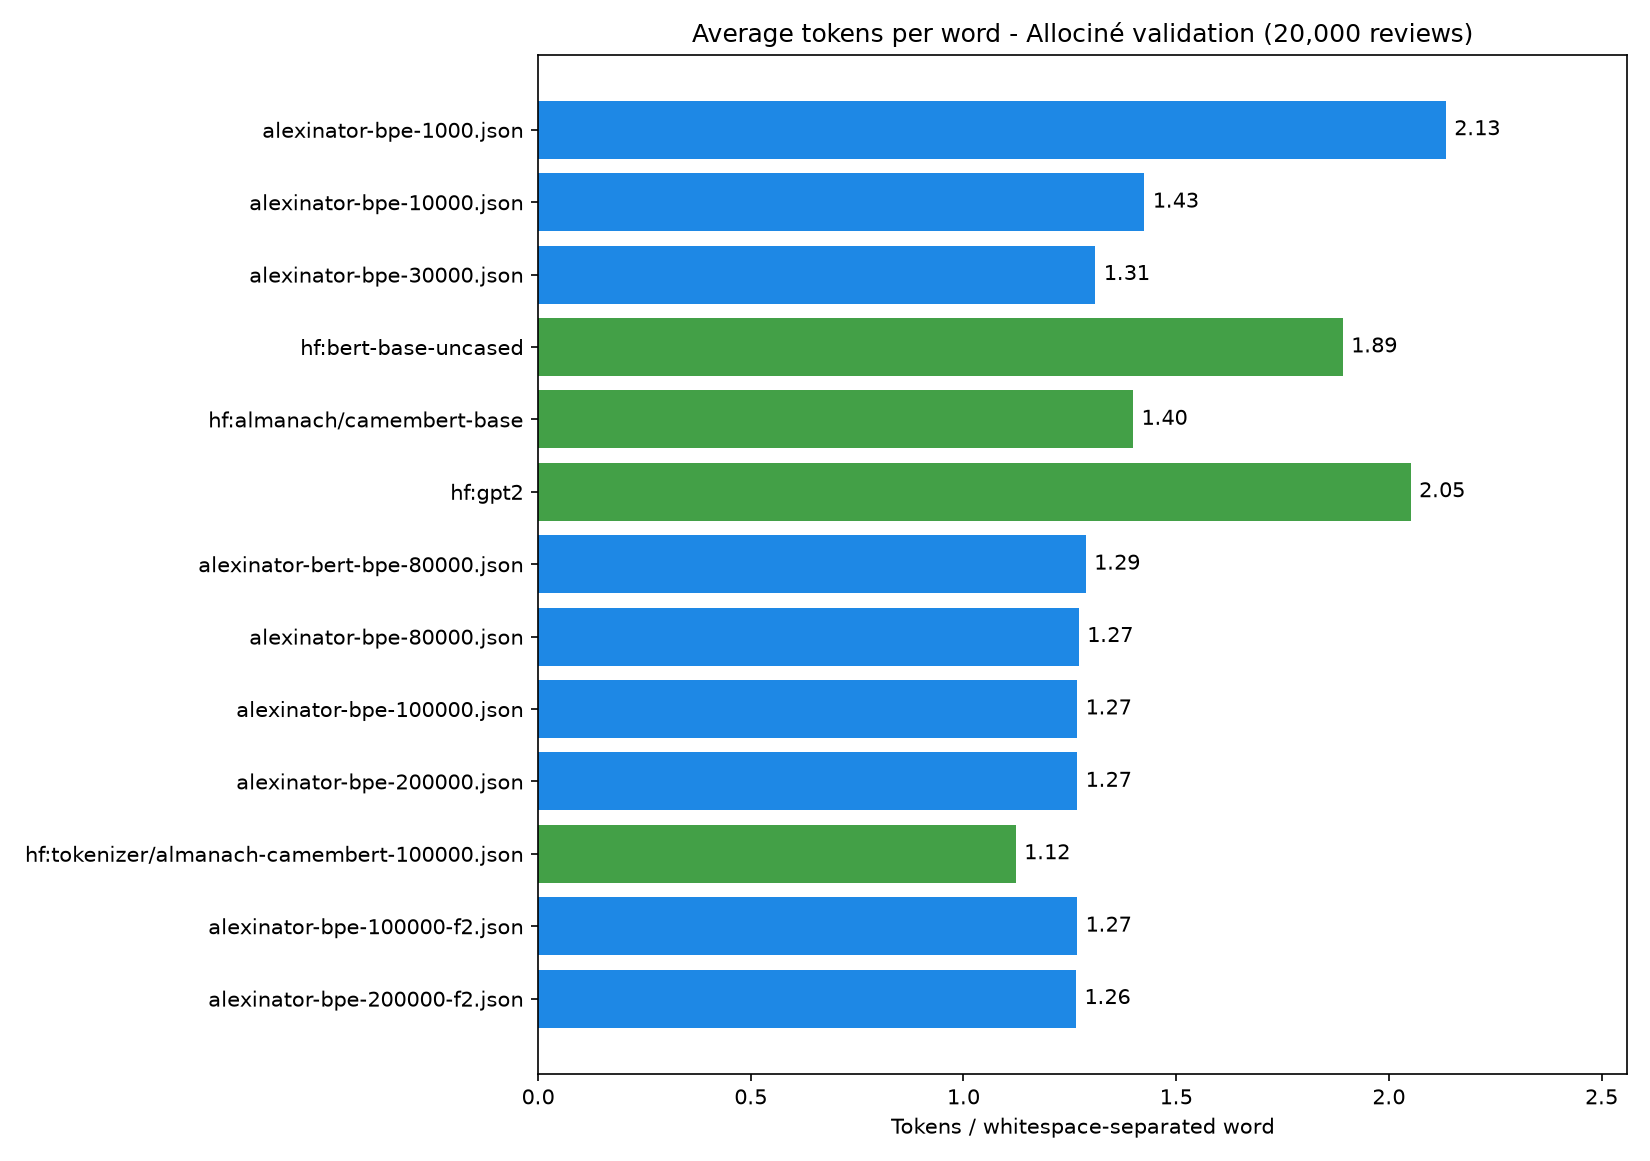 Average tokens per word - Allociné validation (20,000 reviews)
alexinator-bpe-1000.json 2.13
alexinator-bpe-10000.json 1.43
alexinator-bpe-30000.json 1.31
hf:bert-base-uncased 1.89
hf:almanach/camembert-base 1.40
hf:gpt2 2.05
alexinator-bert-bpe-80000.json 1.29
alexinator-bpe-80000.json 1.27
alexinator-bpe-100000.json 1.27
alexinator-bpe-200000.json 1.27
hf:tokenizer/almanach-camembert-100000.json 1.12
alexinator-bpe-100000-f2.json 1.27
alexinator-bpe-200000-f2.json 1.26
0.0 0.5 1.0 1.5 2.0 2.5
Tokens / whitespace-separated word